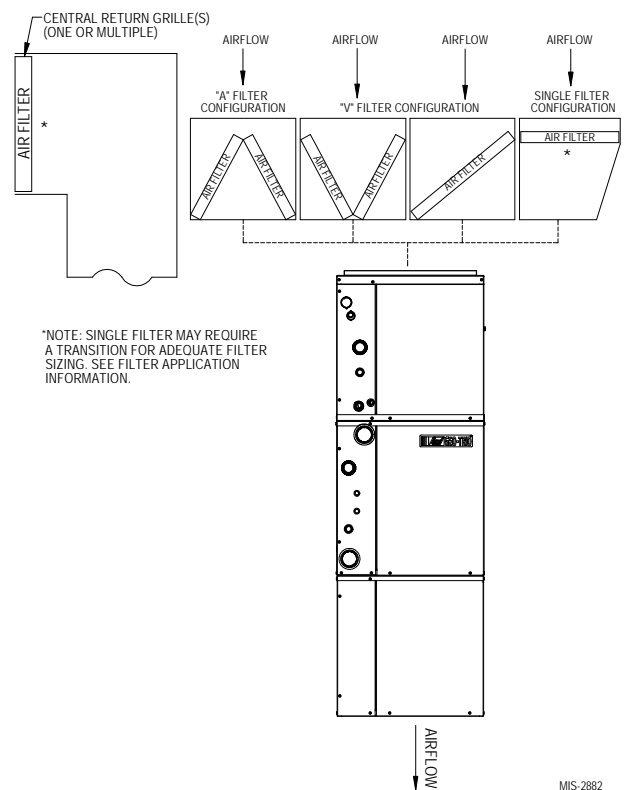 CENTRAL RETURN GRILLE(S)
(ONE OR MULTIPLE)
AIR FILTER
*
AIRFLOW
AIRFLOW
AIRFLOW
AIRFLOW
"A" FILTER
CONFIGURATION
"V" FILTER CONFIGURATION
SINGLE FILTER
CONFIGURATION
AIR FILTER
AIR FILTER
AIR FILTER
AIR FILTER
AIR FILTER
AIR FILTER
*
*NOTE: SINGLE FILTER MAY REQUIRE
A TRANSITION FOR ADEQUATE FILTER
SIZING. SEE FILTER APPLICATION
INFORMATION.
AIRFLOW
MIS-2882